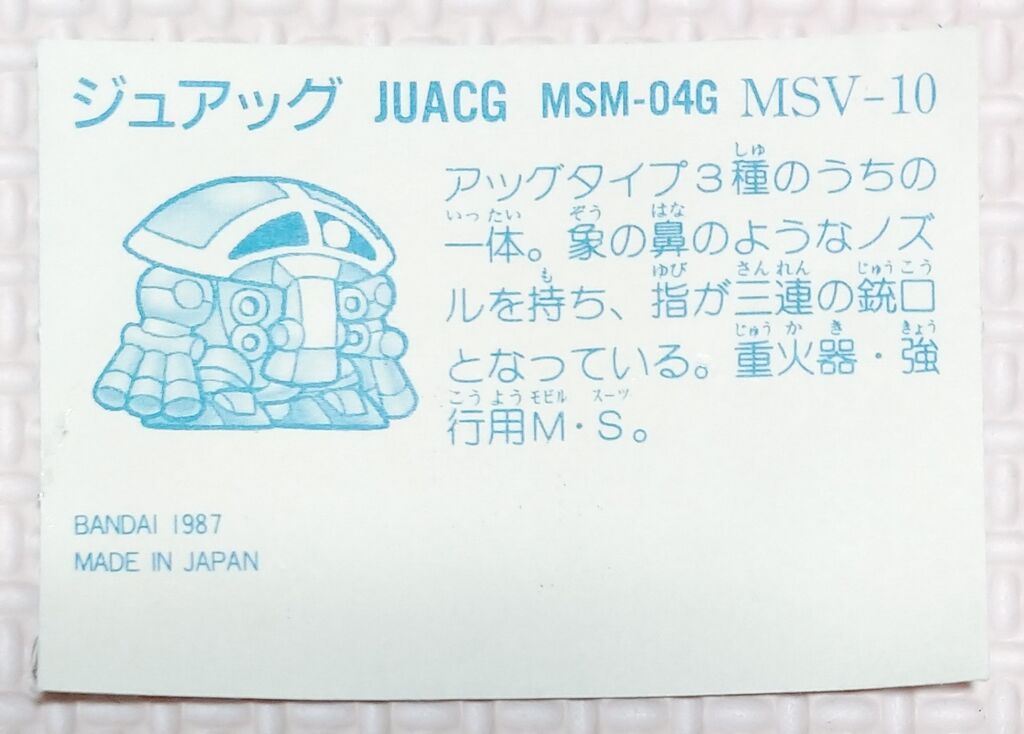 ジュアッグ JUACG MSM-04G MSV-10
アッグタイプ3種のうちの
一体。象の鼻のようなノズ
ルを持ち、指が三連の銃口
となっている。重火器・強
行用M・S。
BANDAI 1987
MADE IN JAPAN